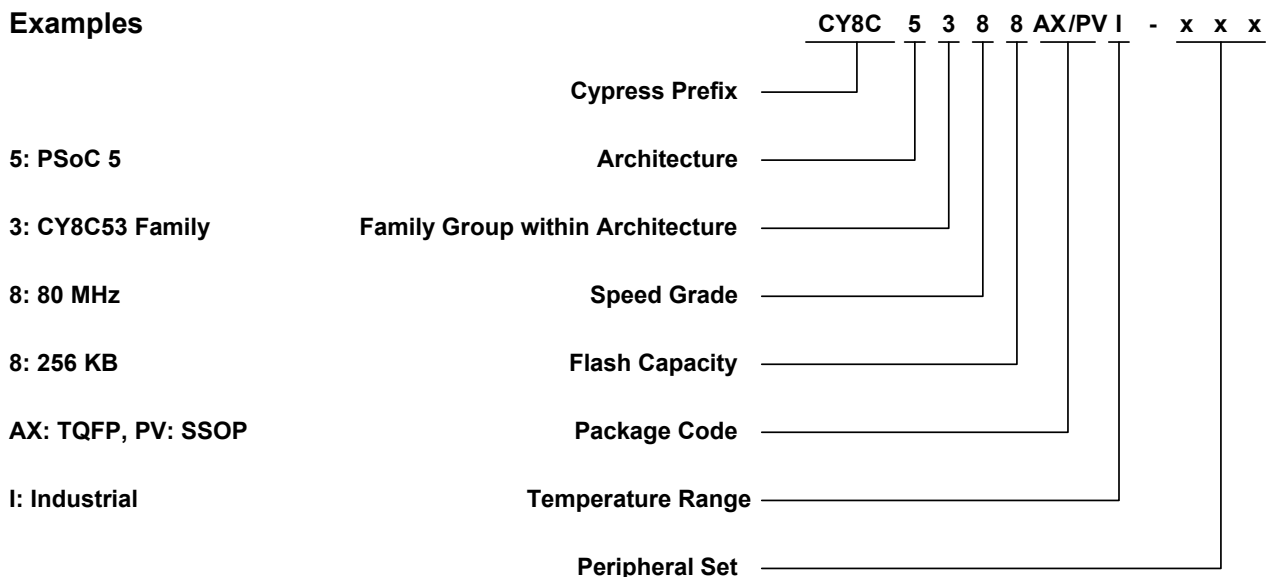 Examples CY8C 5 3 8 8 AX/PV I - x x x
Cypress Prefix
5: PSoC 5 Architecture
3: CY8C53 Family Family Group within Architecture
8: 80 MHz Speed Grade
8: 256 KB Flash Capacity
AX: TQFP, PV: SSOP Package Code
I: Industrial Temperature Range
Peripheral Set